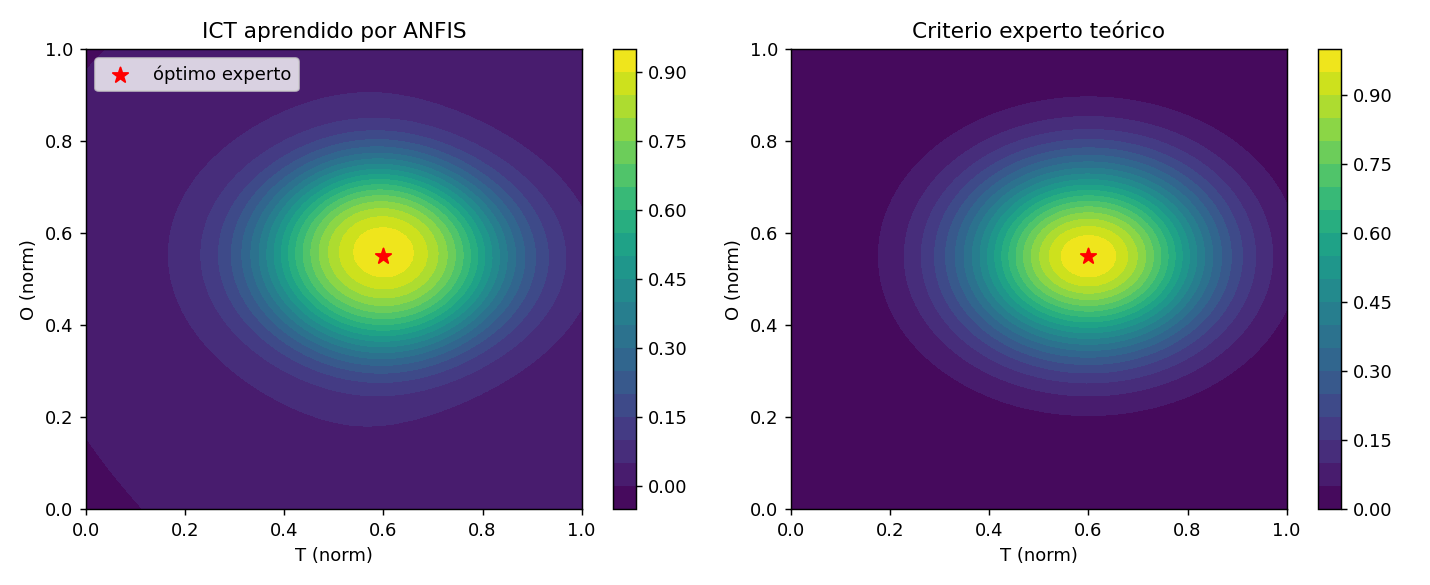 ICT aprendido por ANFIS
óptimo experto
O (norm)
1.0
0.8
0.6
0.4
0.2
0.0
0.0 0.2 0.4 0.6 0.8 1.0
T (norm)
0.90
0.75
0.60
0.45
0.30
0.15
0.00
Criterio experto teórico
O (norm)
1.0
0.8
0.6
0.4
0.2
0.0
0.0 0.2 0.4 0.6 0.8 1.0
T (norm)
0.90
0.75
0.60
0.45
0.30
0.15
0.00